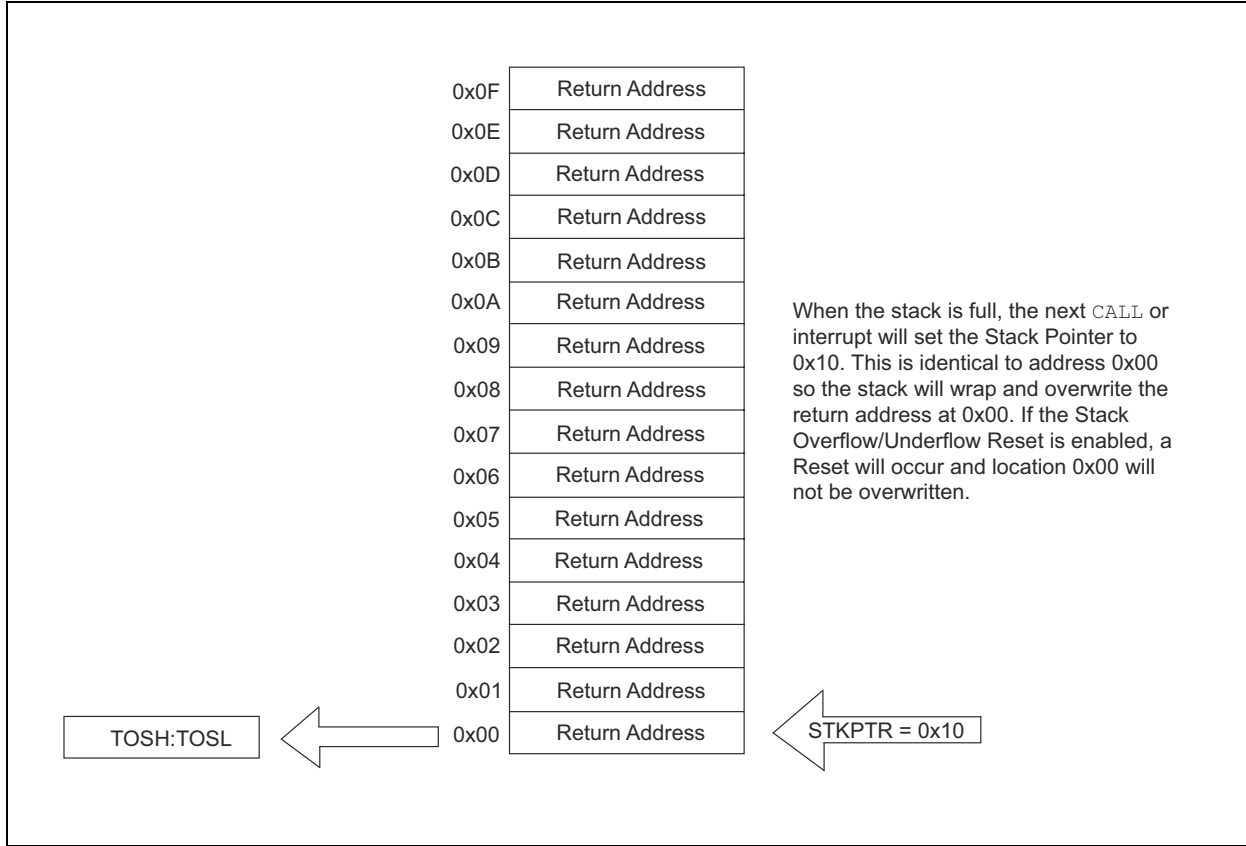 0x0F Return Address
0x0E Return Address
0x0D Return Address
0x0C Return Address
0x0B Return Address
0x0A Return Address
0x09 Return Address
0x08 Return Address
0x07 Return Address
0x06 Return Address
0x05 Return Address
0x04 Return Address
0x03 Return Address
0x02 Return Address
0x01 Return Address
TOSH:TOSL 0x00 Return Address STKPTR = 0x10
When the stack is full, the next CALL or
interrupt will set the Stack Pointer to
0x10. This is identical to address 0x00
so the stack will wrap and overwrite the
return address at 0x00. If the Stack
Overflow/Underflow Reset is enabled, a
Reset will occur and location 0x00 will
not be overwritten.